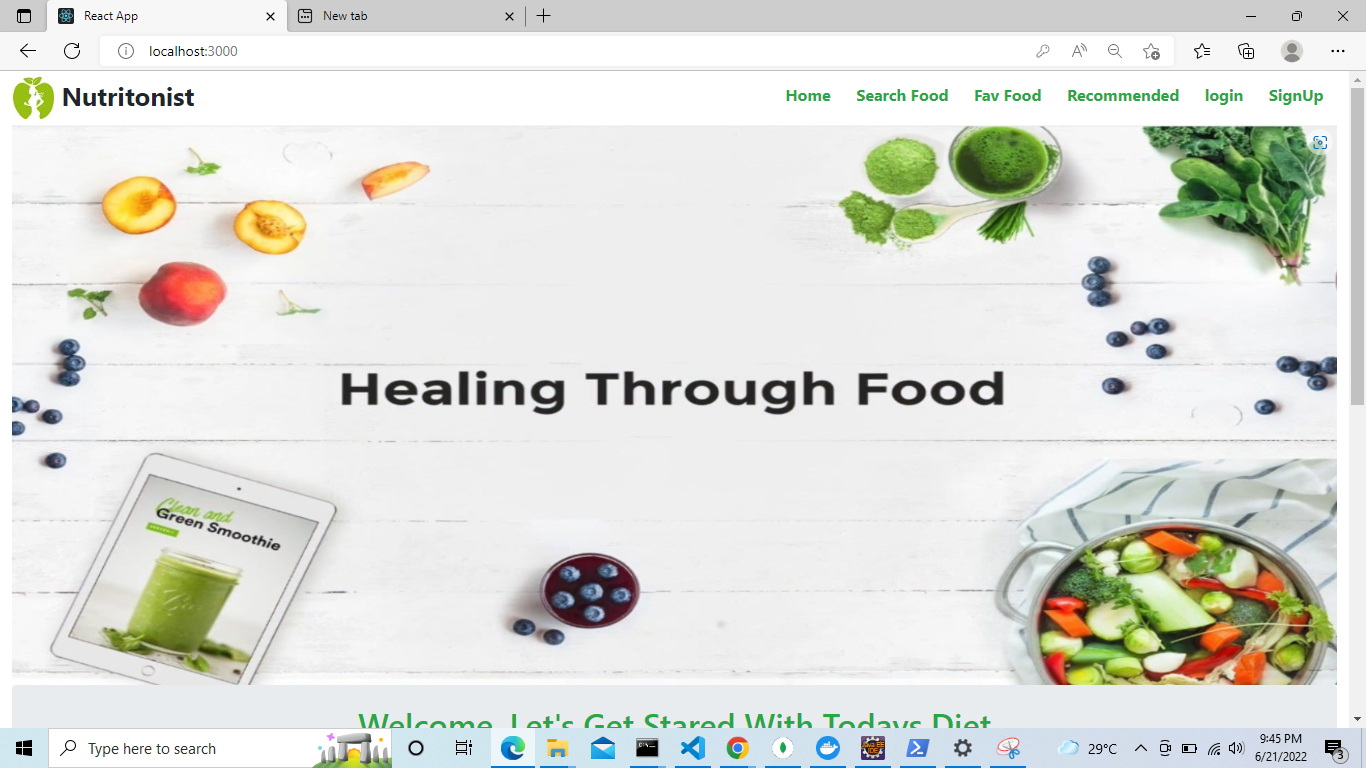 React App
New tab
localhost:3000
Nutritonist
Home Search Food Fav Food Recommended login SignUp
Healing Through Food
Clean and
Green Smoothie
Welcome, Let's Get Stared With Todays Diet
Type here to search
29°C
9:45 PM
6/21/2022
3